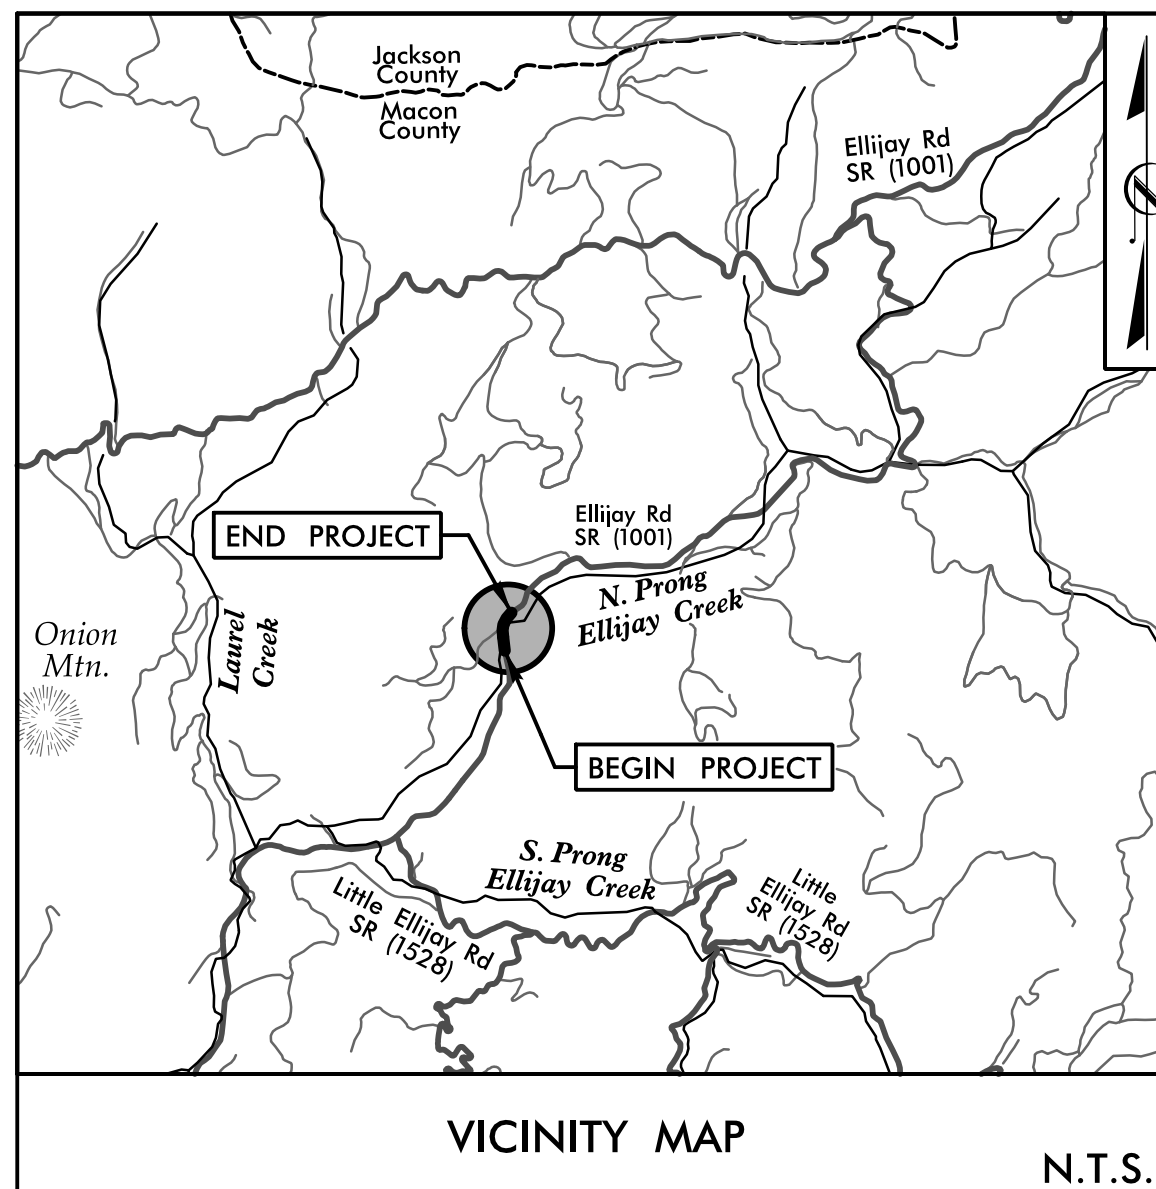 Jackson
County
Macon
County
Ellijay Rd
SR (1001)
END PROJECT
Ellijay Rd
SR (1001)
N. Prong
Ellijay Creek
Onion
Mtn.
Laurel
Creek
BEGIN PROJECT
S. Prong
Ellijay Creek
Little Ellijay Rd
SR (1528)
Little
Ellijay Rd
SR (1528)
VICINITY MAP
N.T.S.